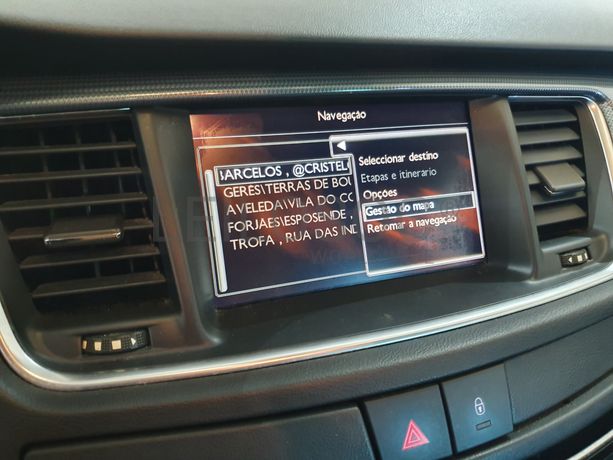 Navegação
BARCELOS , @CRISTELO
GERES\TERRAS DE BOU
AVELEDA\VILA DO CO
FORJAES\ESPOSENDE ,
TROFA , RUA DAS IND
Seleccionar destino
Etapas e itinerario
Opções
Gestão do mapa
Retomar a navegação